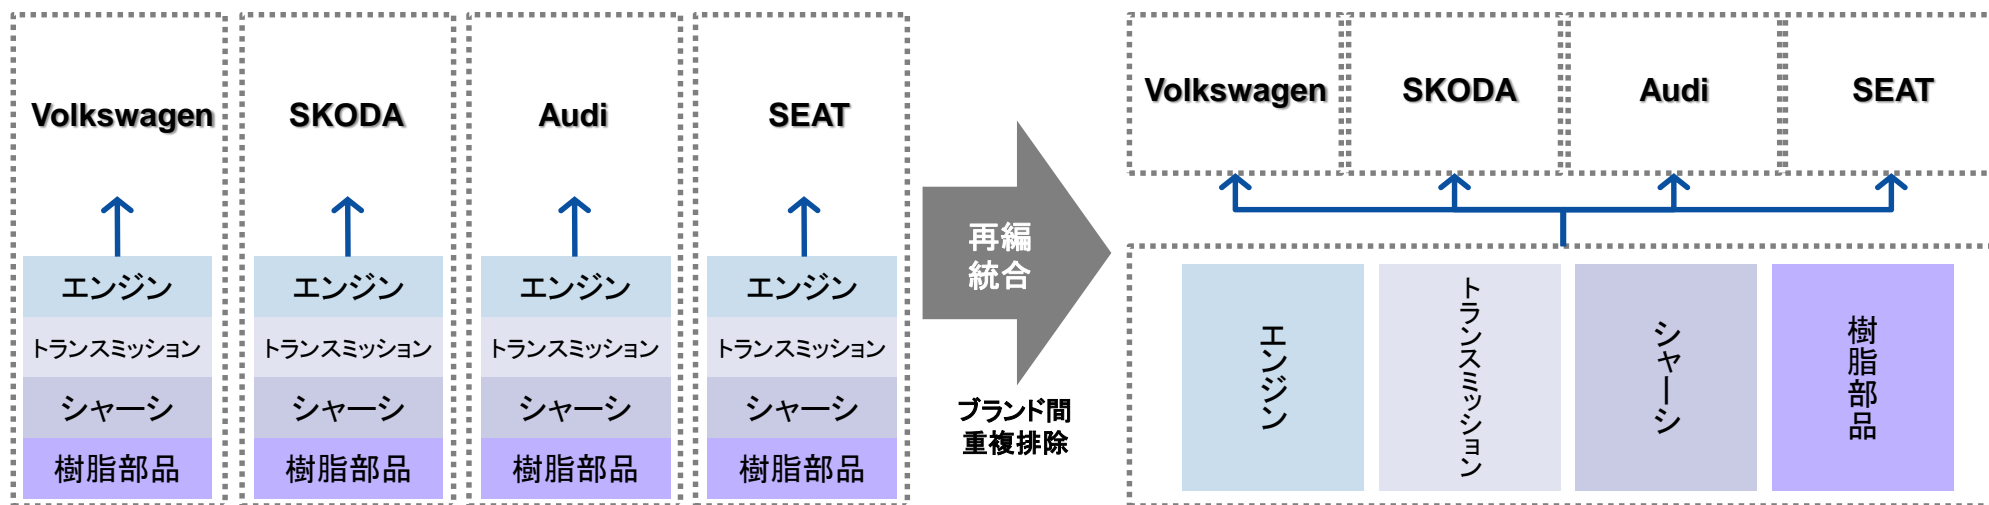 Volkswagen
SKODA
Audi
SEAT
エンジン
トランスミッション
シャーシ
樹脂部品
エンジン
トランスミッション
シャーシ
樹脂部品
エンジン
トランスミッション
シャーシ
樹脂部品
エンジン
トランスミッション
シャーシ
樹脂部品
再編
統合
ブランド間
重複排除
Volkswagen
SKODA
Audi
SEAT
エンジン
トランスミッション
シャーシ
樹脂部品